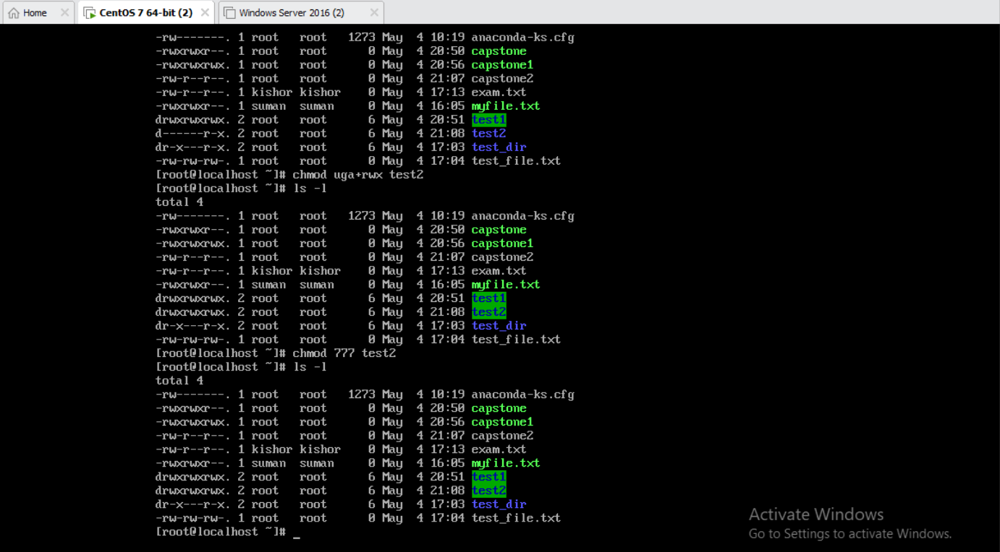 Home × CentOS 7 64-bit (2) × Windows Server 2016 (2) ×
-rw-------. 1 root   root   1273 May  4 10:19 anaconda-ks.cfg
-rwxrwxr--. 1 root   root      0 May  4 20:50 capstone
-rwxrwxrwx. 1 root   root      0 May  4 20:56 capstone1
-rw-r--r--. 1 root   root      0 May  4 21:07 capstone2
-rw-r--r--. 1 kishor kishor    0 May  4 17:13 exam.txt
-rwxrwxr--. 1 suman  suman     0 May  4 16:05 myfile.txt
drwxrwxrwx. 2 root   root      6 May  4 20:51 test1
d------r-x. 2 root   root      6 May  4 21:08 test2
dr-x---r-x. 2 root   root      6 May  4 17:03 test_dir
-rw-rw-rw-. 1 root   root      0 May  4 17:04 test_file.txt
[root@localhost ~]# chmod uga+rwx test2
[root@localhost ~]# ls -l
total 4
-rw-------. 1 root   root   1273 May  4 10:19 anaconda-ks.cfg
-rwxrwxr--. 1 root   root      0 May  4 20:50 capstone
-rwxrwxrwx. 1 root   root      0 May  4 20:56 capstone1
-rw-r--r--. 1 root   root      0 May  4 21:07 capstone2
-rw-r--r--. 1 kishor kishor    0 May  4 17:13 exam.txt
-rwxrwxr--. 1 suman  suman     0 May  4 16:05 myfile.txt
drwxrwxrwx. 2 root   root      6 May  4 20:51 test1
drwxrwxrwx. 2 root   root      6 May  4 21:08 test2
dr-x---r-x. 2 root   root      6 May  4 17:03 test_dir
-rw-rw-rw-. 1 root   root      0 May  4 17:04 test_file.txt
[root@localhost ~]# chmod 777 test2
[root@localhost ~]# ls -l
total 4
-rw-------. 1 root   root   1273 May  4 10:19 anaconda-ks.cfg
-rwxrwxr--. 1 root   root      0 May  4 20:50 capstone
-rwxrwxrwx. 1 root   root      0 May  4 20:56 capstone1
-rw-r--r--. 1 root   root      0 May  4 21:07 capstone2
-rw-r--r--. 1 kishor kishor    0 May  4 17:13 exam.txt
-rwxrwxr--. 1 suman  suman     0 May  4 16:05 myfile.txt
drwxrwxrwx. 2 root   root      6 May  4 20:51 test1
drwxrwxrwx. 2 root   root      6 May  4 21:08 test2
dr-x---r-x. 2 root   root      6 May  4 17:03 test_dir
-rw-rw-rw-. 1 root   root      0 May  4 17:04 test_file.txt
[root@localhost ~]# _
Activate Windows
Go to Settings to activate Windows.